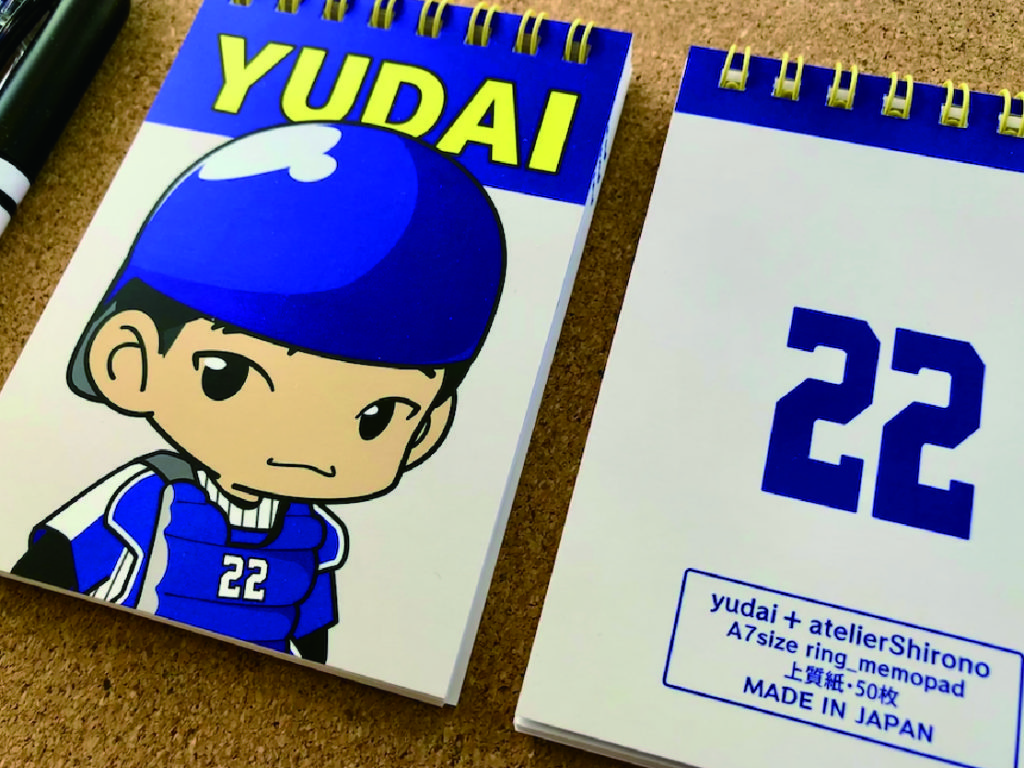 YUDAI
22
22
yudai + atelierShirono
A7size ring_memopad
上質紙・50枚
MADE IN JAPAN